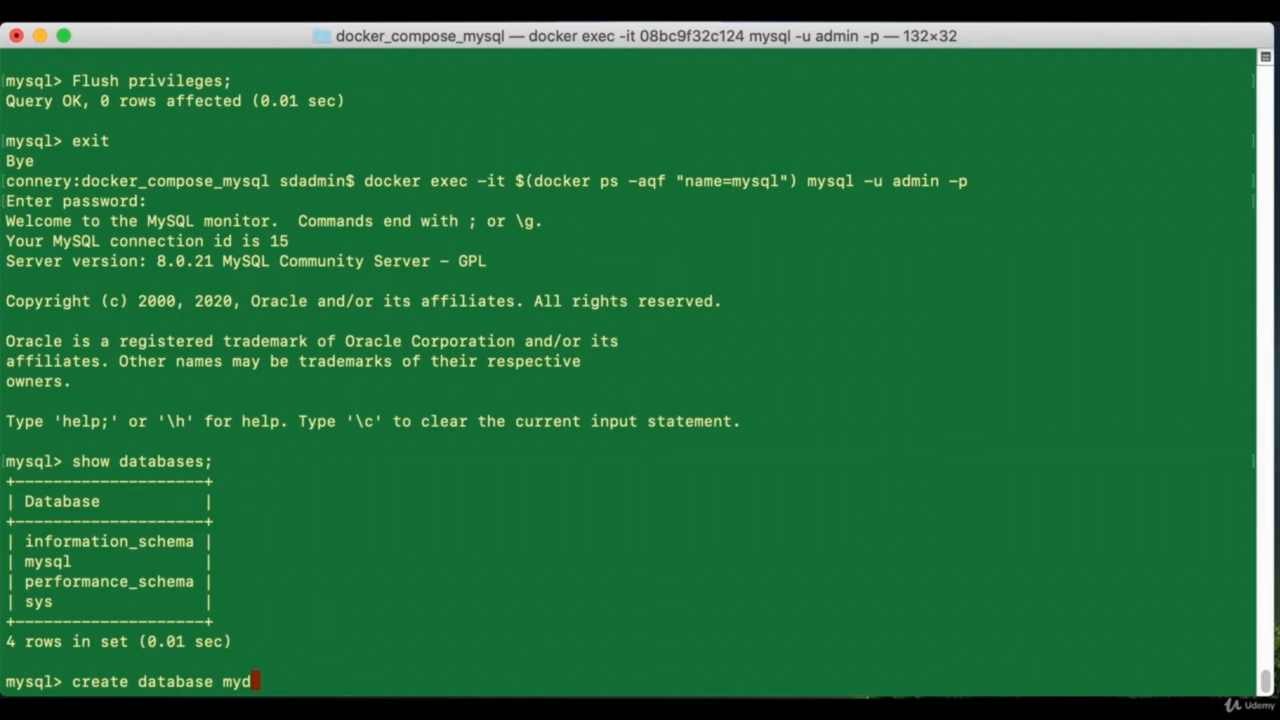 docker_compose_mysql — docker exec -it 08bc9f32c124 mysql -u admin -p — 132×32
mysql> Flush privileges;
Query OK, 0 rows affected (0.01 sec)
mysql> exit
Bye
connery:docker_compose_mysql sdadmin$ docker exec -it $(docker ps -aqf "name=mysql") mysql -u admin -p
Enter password:
Welcome to the MySQL monitor.  Commands end with ; or \g.
Your MySQL connection id is 15
Server version: 8.0.21 MySQL Community Server - GPL
Copyright (c) 2000, 2020, Oracle and/or its affiliates. All rights reserved.
Oracle is a registered trademark of Oracle Corporation and/or its
affiliates. Other names may be trademarks of their respective
owners.
Type 'help;' or '\h' for help. Type '\c' to clear the current input statement.
mysql> show databases;
+--------------------+
| Database           |
+--------------------+
| information_schema |
| mysql              |
| performance_schema |
| sys                |
+--------------------+
4 rows in set (0.01 sec)
mysql> create database myd
Udemy